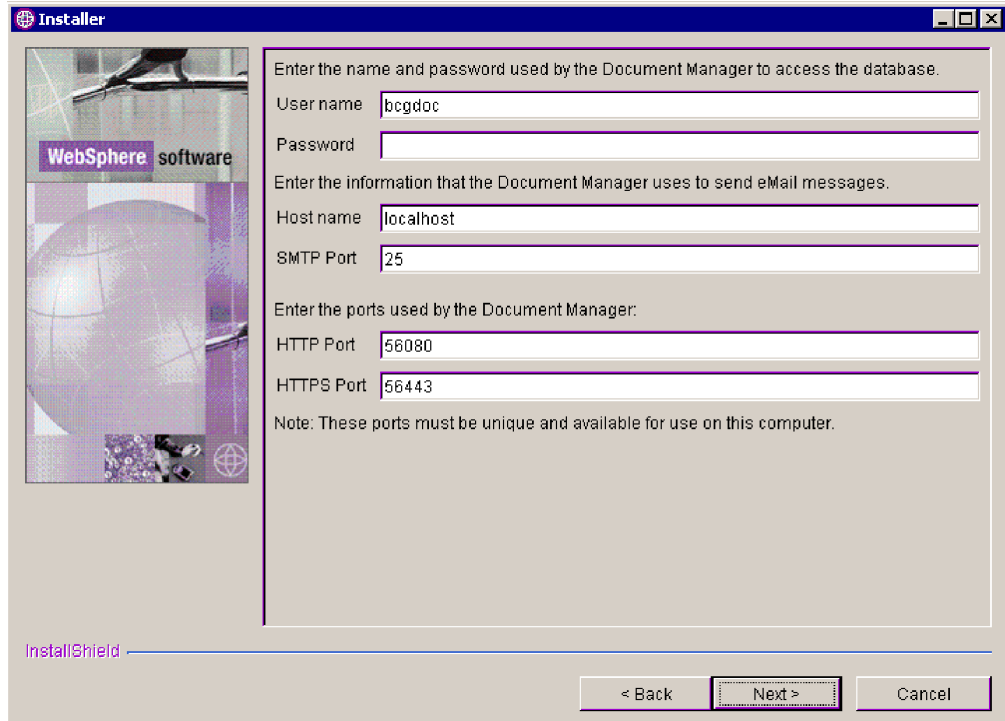 Installer
Enter the name and password used by the Document Manager to access the database.
User name bcgdoc
Password
WebSphere software
Enter the information that the Document Manager uses to send eMail messages.
Host name localhost
SMTP Port 25
Enter the ports used by the Document Manager:
HTTP Port 56080
HTTPS Port 56443
Note: These ports must be unique and available for use on this computer.
InstallShield
< Back Next > Cancel